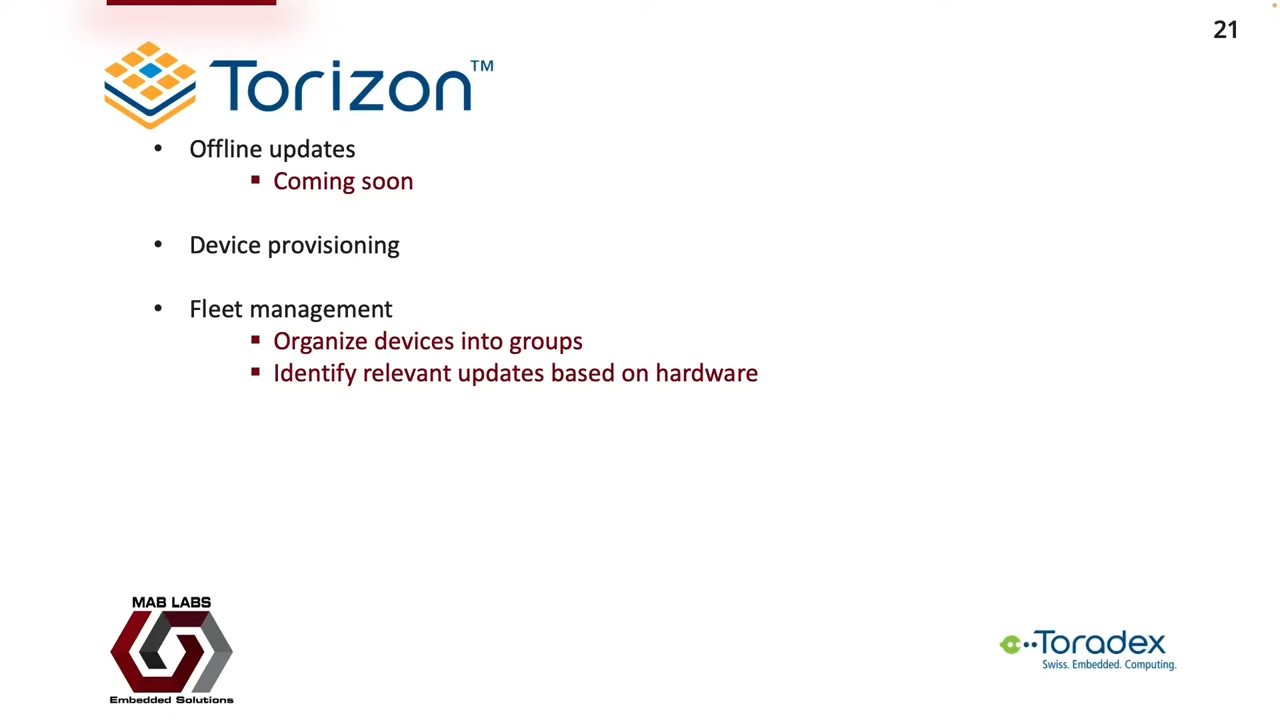 21
Torizon™
• Offline updates
▪ Coming soon
• Device provisioning
• Fleet management
▪ Organize devices into groups
▪ Identify relevant updates based on hardware
MAB LABS
Embedded Solutions
Toradex
Swiss. Embedded. Computing.